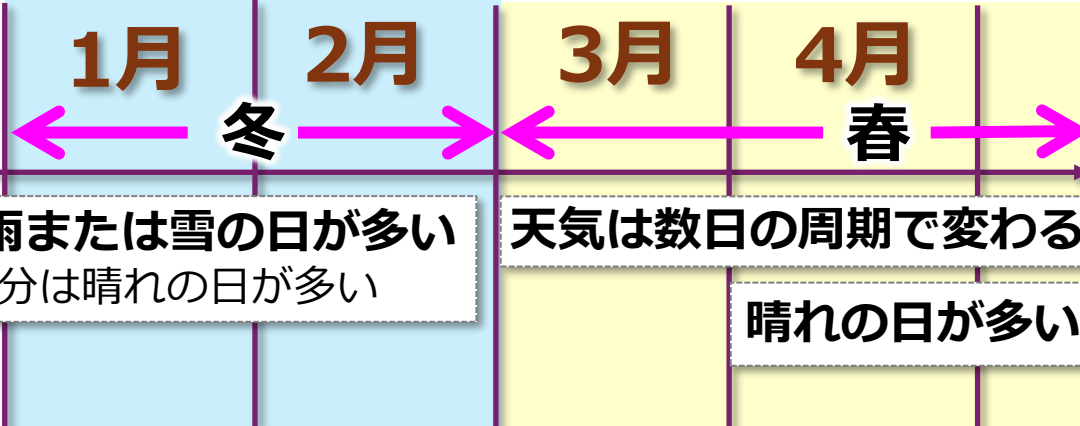 1月 2月 3月 4月
冬 春
雨または雪の日が多い
分は晴れの日が多い
天気は数日の周期で変わる
晴れの日が多い